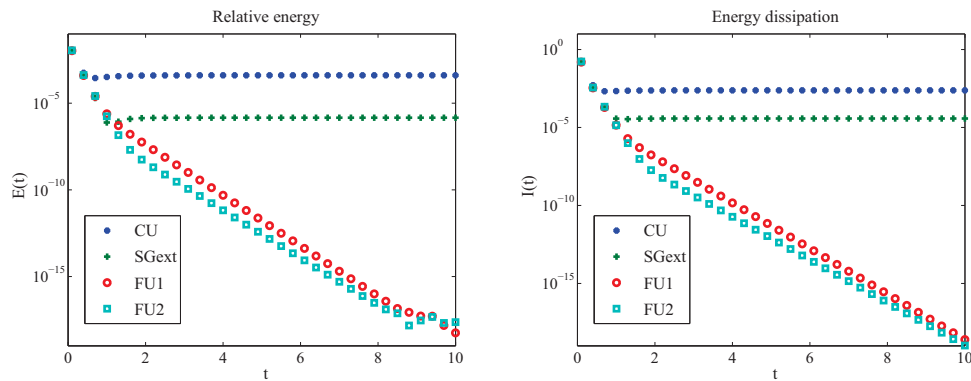 Relative energy
E(t)
10^-5
10^-10
10^-15
CU
SGext
FU1
FU2
0 2 4 6 8 10
t
Energy dissipation
I(t)
10^0
10^-5
10^-10
10^-15
CU
SGext
FU1
FU2
0 2 4 6 8 10
t